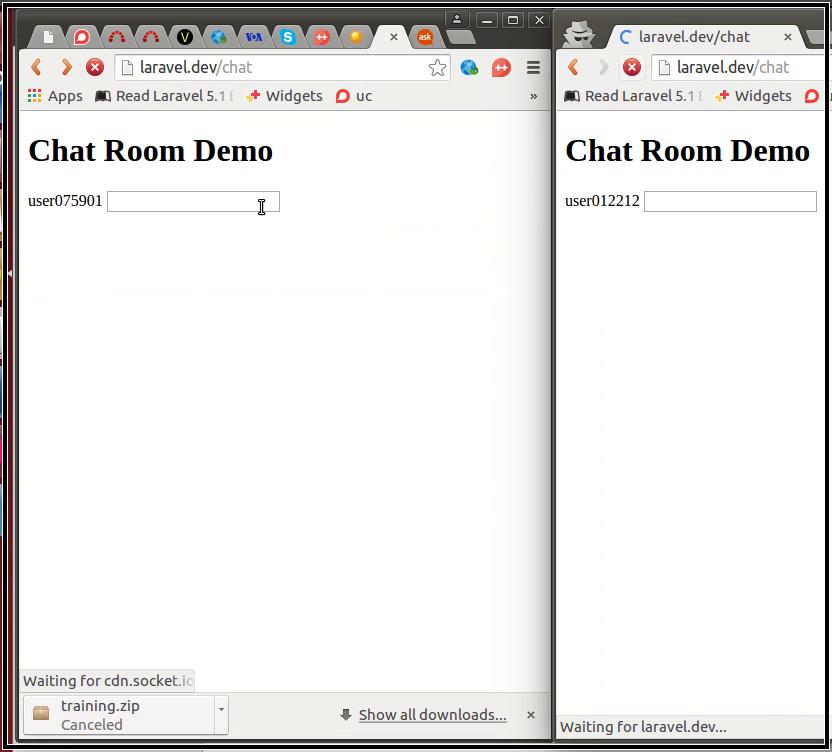 V VOA S ++ ask
laravel.dev/chat
++
Apps Read Laravel 5.1 Widgets uc »
Chat Room Demo
user075901
Waiting for cdn.socket.io
training.zip
Canceled
Show all downloads...
laravel.dev/chat
laravel.dev/chat
Read Laravel 5.1 Widgets
Chat Room Demo
user012212
Waiting for laravel.dev...